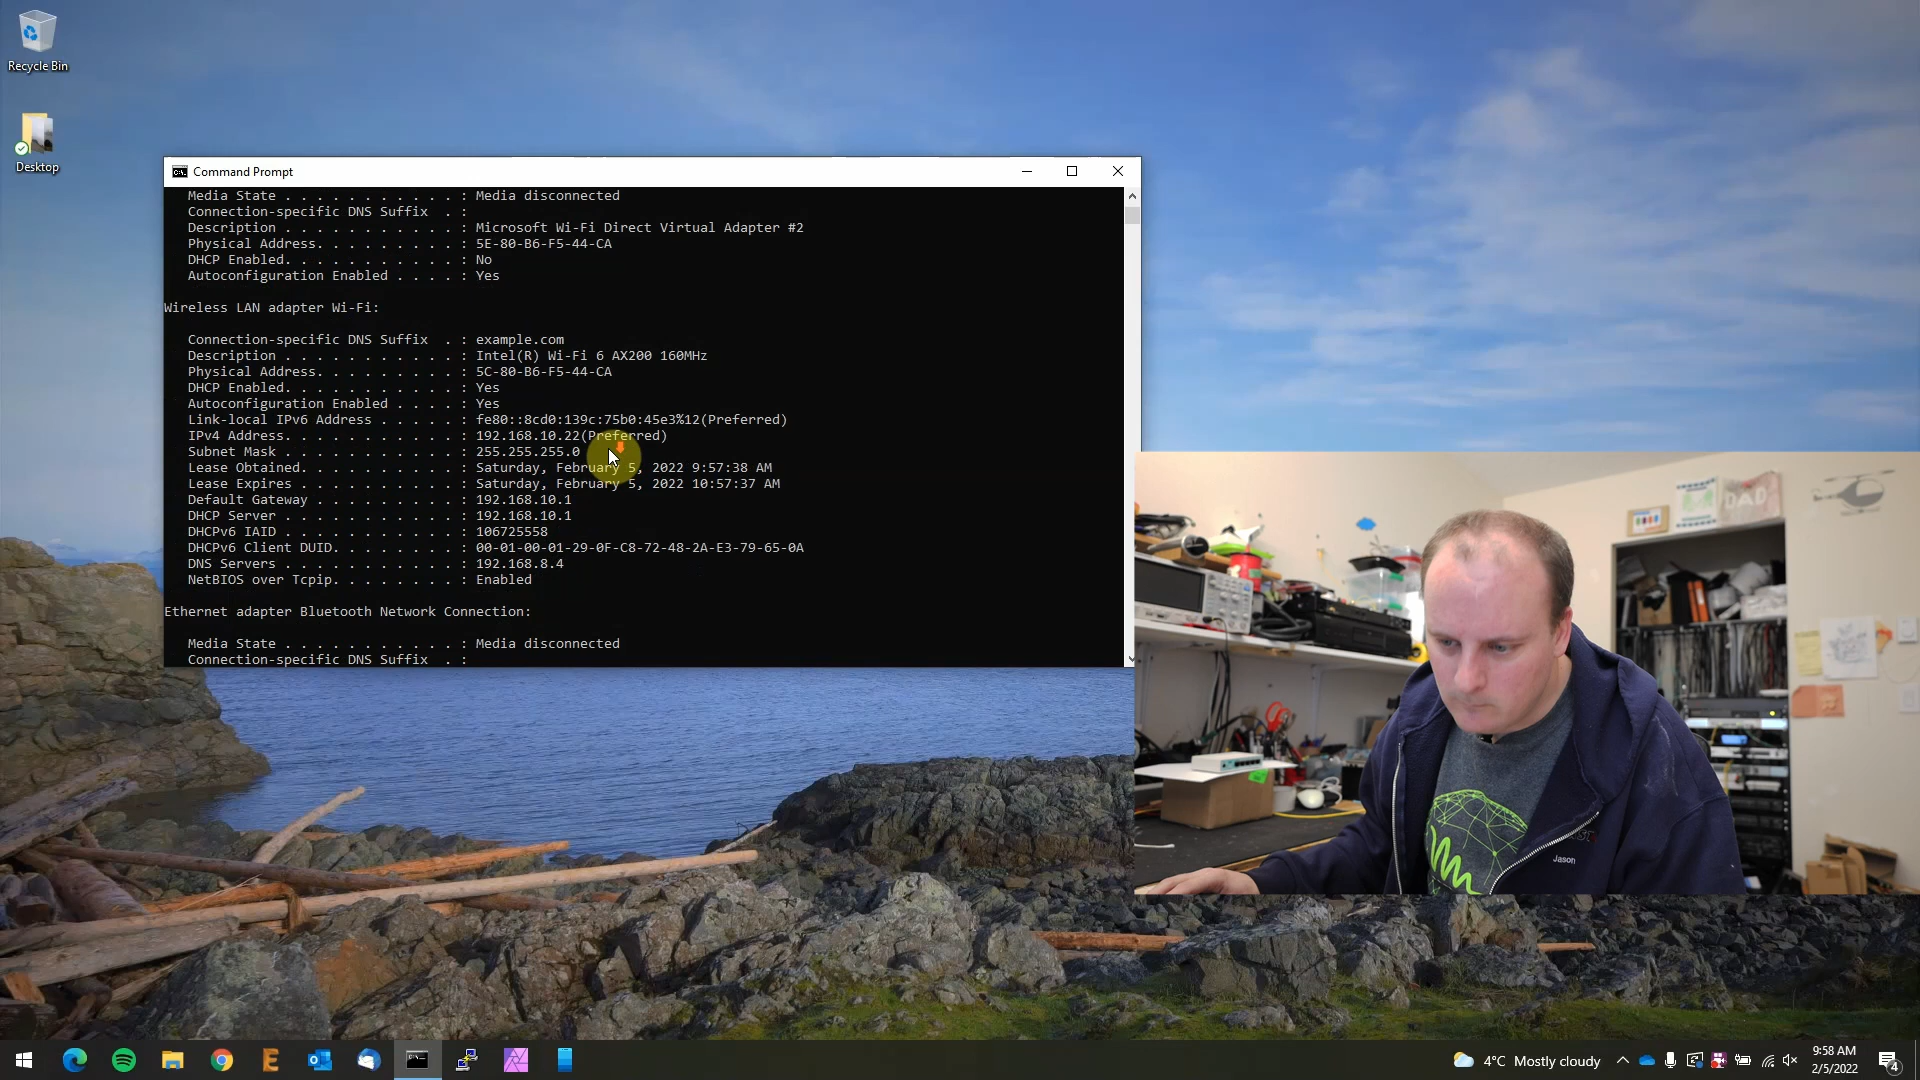 Recycle Bin
Desktop
Command Prompt
Media State . . . . . . . . . . . : Media disconnected
Connection-specific DNS Suffix  . :
Description . . . . . . . . . . . : Microsoft Wi-Fi Direct Virtual Adapter #2
Physical Address. . . . . . . . . : 5E-80-B6-F5-44-CA
DHCP Enabled. . . . . . . . . . . : No
Autoconfiguration Enabled . . . . : Yes
Wireless LAN adapter Wi-Fi:
Connection-specific DNS Suffix  . : example.com
Description . . . . . . . . . . . : Intel(R) Wi-Fi 6 AX200 160MHz
Physical Address. . . . . . . . . : 5C-80-B6-F5-44-CA
DHCP Enabled. . . . . . . . . . . : Yes
Autoconfiguration Enabled . . . . : Yes
Link-local IPv6 Address . . . . . : fe80::8cd0:139c:75b0:45e3%12(Preferred)
IPv4 Address. . . . . . . . . . . : 192.168.10.22(Preferred)
Subnet Mask . . . . . . . . . . . : 255.255.255.0
Lease Obtained. . . . . . . . . . : Saturday, February 5, 2022 9:57:38 AM
Lease Expires . . . . . . . . . . : Saturday, February 5, 2022 10:57:37 AM
Default Gateway . . . . . . . . . : 192.168.10.1
DHCP Server . . . . . . . . . . . : 192.168.10.1
DHCPv6 IAID . . . . . . . . . . . : 106725558
DHCPv6 Client DUID. . . . . . . . : 00-01-00-01-29-0F-C8-72-48-2A-E3-79-65-0A
DNS Servers . . . . . . . . . . . : 192.168.8.4
NetBIOS over Tcpip. . . . . . . . : Enabled
Ethernet adapter Bluetooth Network Connection:
Media State . . . . . . . . . . . : Media disconnected
Connection-specific DNS Suffix  . :
DAD
Jason
4°C Mostly cloudy
9:58 AM
2/5/2022
4